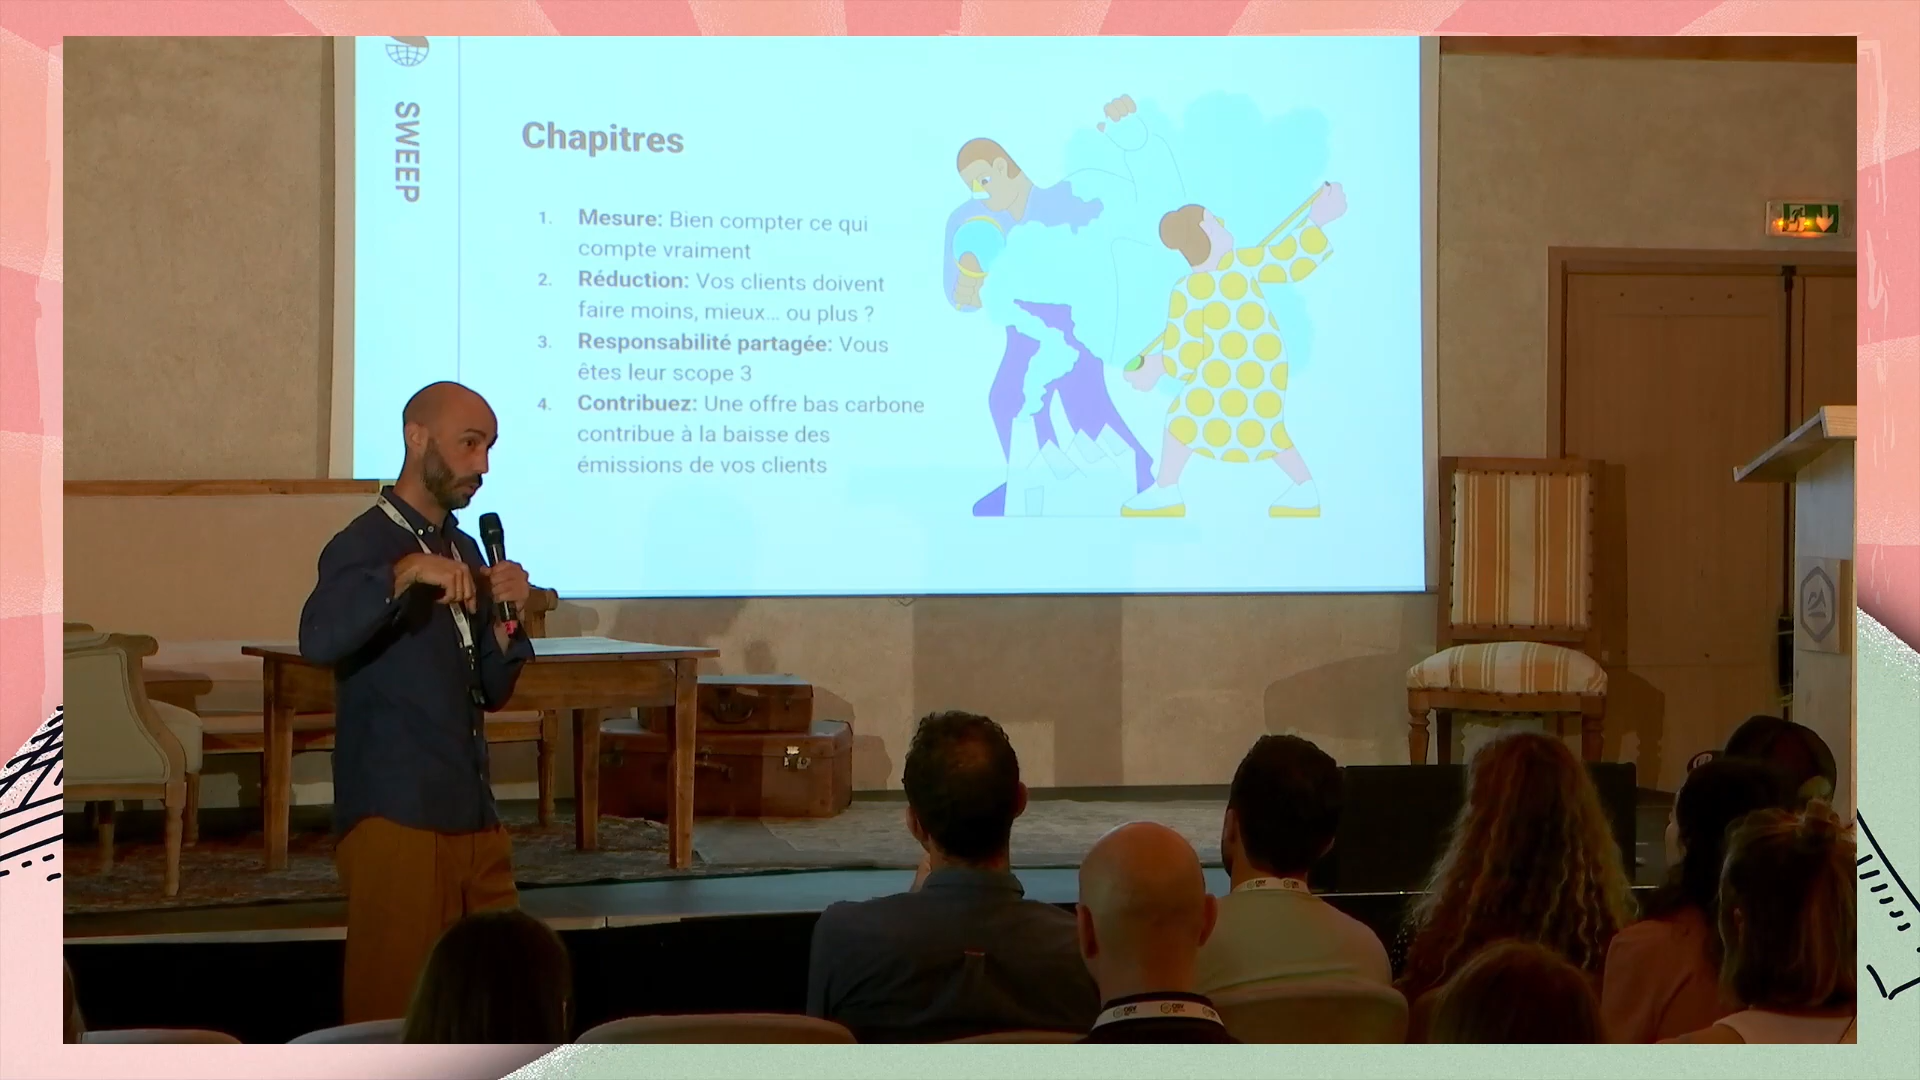 SWEEP
Chapitres
1. Mesure: Bien compter ce qui
compte vraiment
2. Réduction: Vos clients doivent
faire moins, mieux... ou plus ?
3. Responsabilité partagée: Vous
êtes leur scope 3
4. Contribuez: Une offre bas carbone
contribue à la baisse des
émissions de vos clients